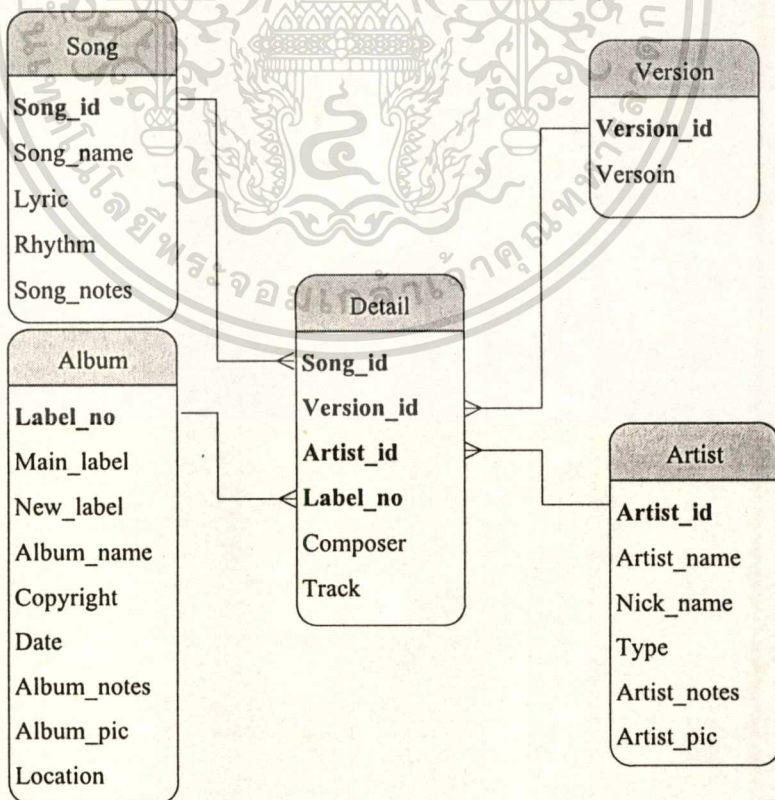 Song
Song_id
Song_name
Lyric
Rhythm
Song_notes
Version
Version_id
Versoin
Detail
Song_id
Version_id
Artist_id
Label_no
Composer
Track
Album
Label_no
Main_label
New_label
Album_name
Copyright
Date
Album_notes
Album_pic
Location
Artist
Artist_id
Artist_name
Nick_name
Type
Artist_notes
Artist_pic